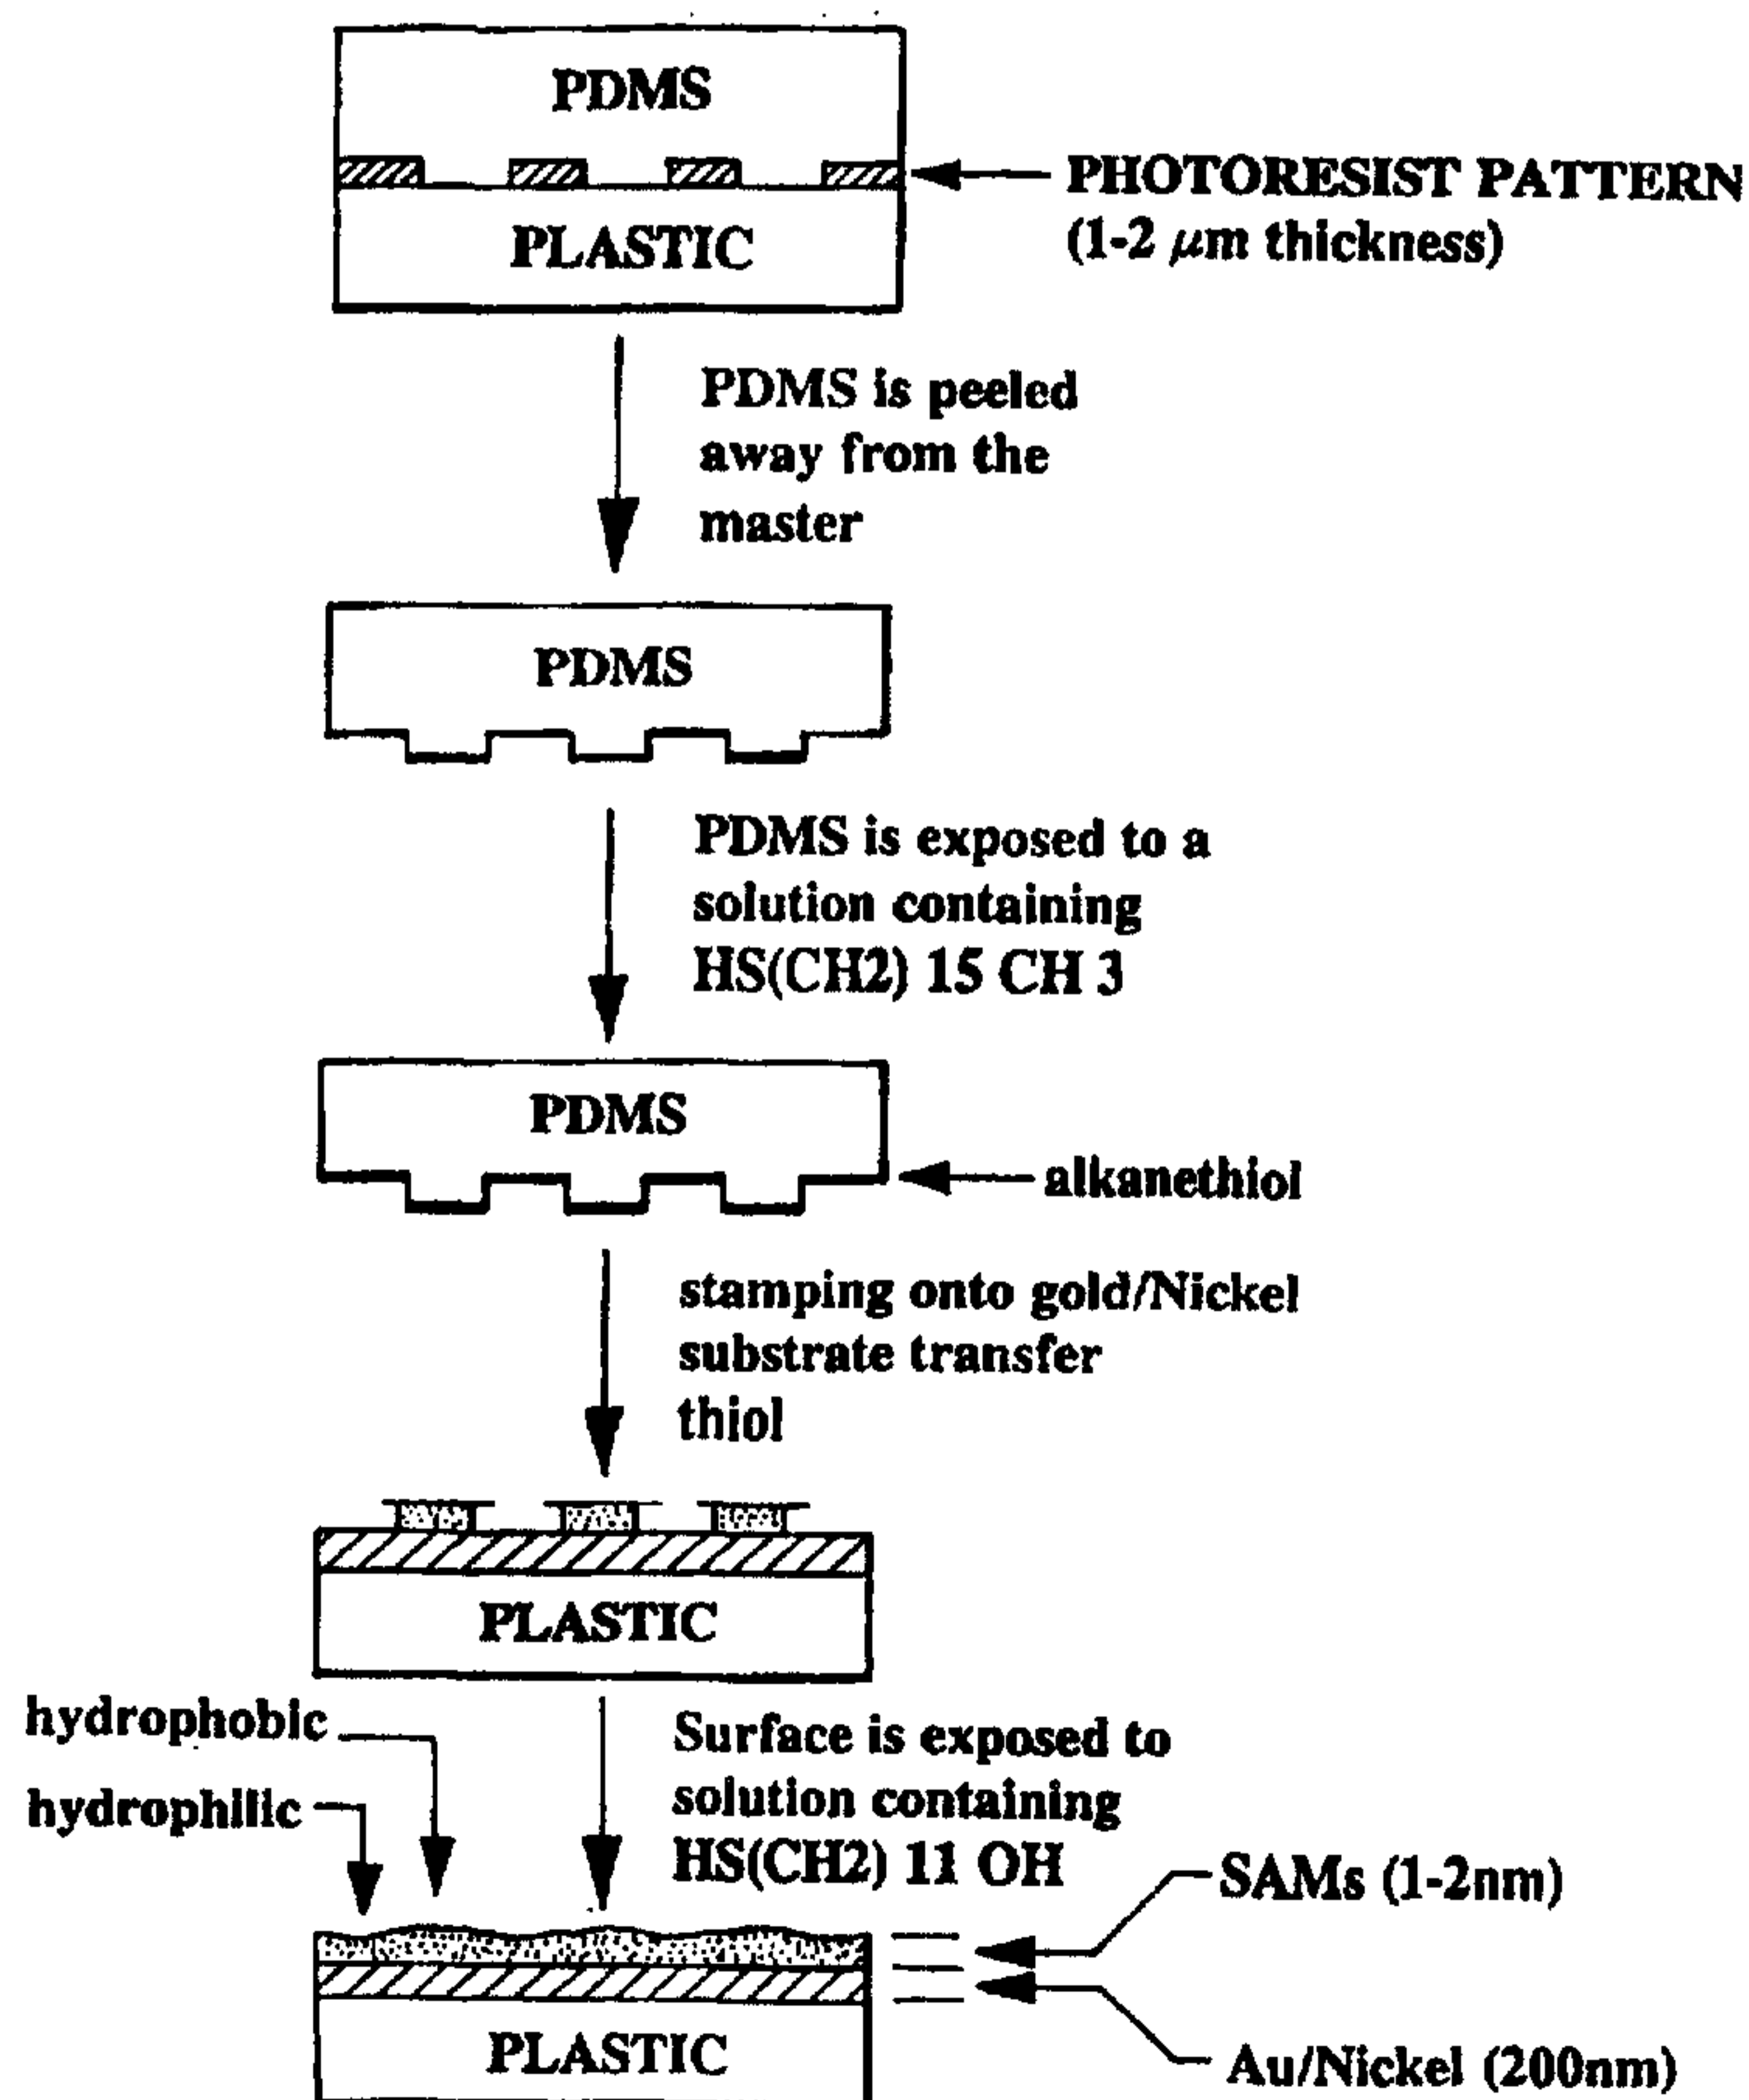 PDMS
PHOTORESIST PATTERN
(1-2 μm thickness)
PLASTIC
PDMS is peeled
away from the
master
PDMS
PDMS is exposed to a
solution containing
HS(CH2) 15 CH 3
PDMS
alkanethiol
stamping onto gold/Nickel
substrate transfer
thiol
PLASTIC
hydrophobic
hydrophilic
Surface is exposed to
solution containing
HS(CH2) 11 OH
SAMs (1-2nm)
PLASTIC
Au/Nickel (200nm)